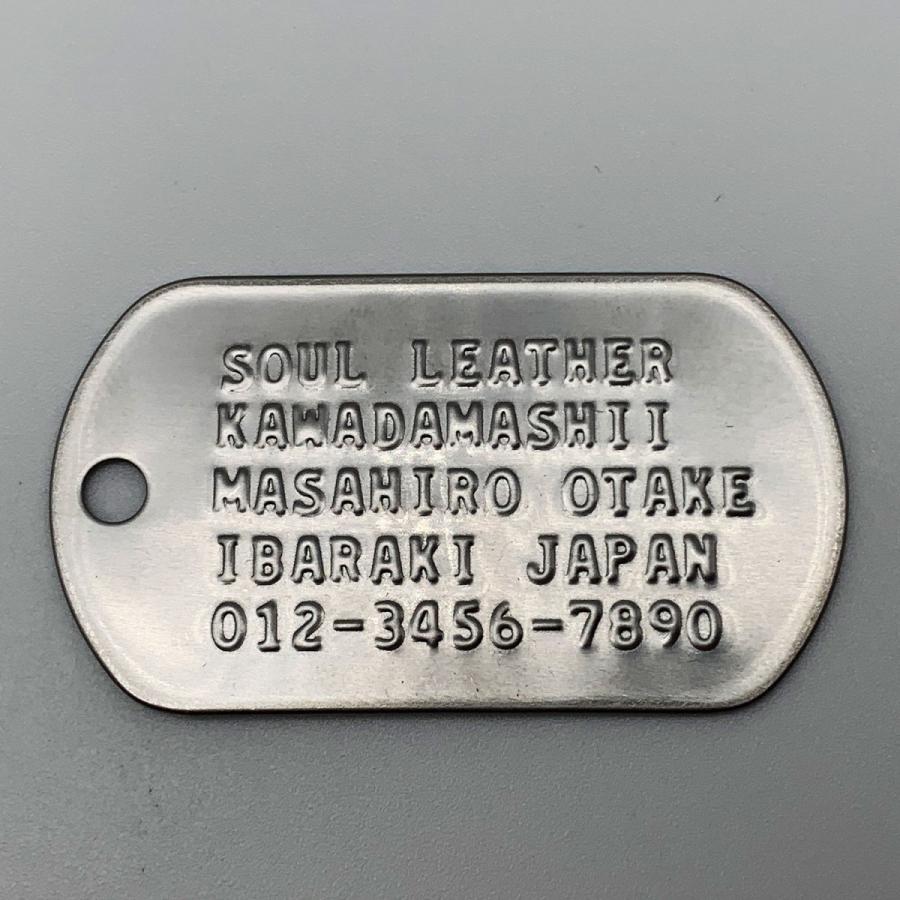 SOUL LEATHER
KAWADAMASHII
MASAHIRO OTAKE
IBARAKI JAPAN
012-3456-7890